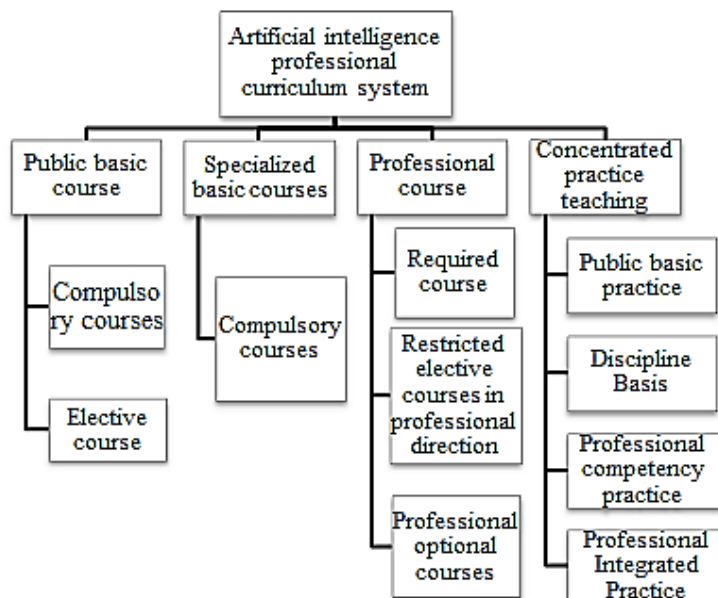 Artificial intelligence
professional
curriculum system
Public basic
course
Specialized
basic courses
Professional
course
Concentrated
practice
teaching
Compulso
ry courses
Elective
course
Compulsory
courses
Required
course
Restricted
elective
courses in
professional
direction
Professional
optional
courses
Public basic
practice
Discipline
Basis
Professional
competency
practice
Professional
Integrated
Practice